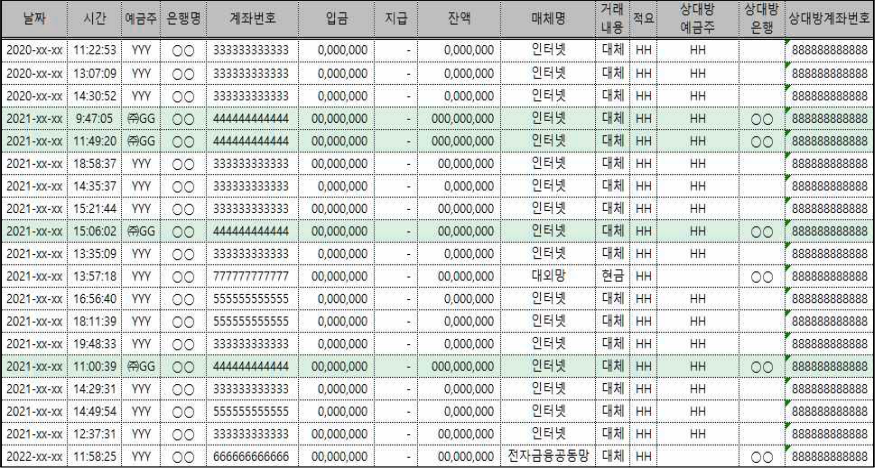 날짜 시간 예금주 은행명 계좌번호 입금 지급 잔액 매체명 거래내용 적요 상대방예금주 상대방은행 상대방계좌번호
2020-xx-xx 11:22:53 YYY ○○ 333333333333 0,000,000 - 0,000,000 인터넷 대체 HH HH 888888888888
2020-xx-xx 13:07:09 YYY ○○ 333333333333 0,000,000 - 0,000,000 인터넷 대체 HH HH 888888888888
2020-xx-xx 14:30:52 YYY ○○ 333333333333 0,000,000 - 0,000,000 인터넷 대체 HH HH 888888888888
2021-xx-xx 9:47:05 ㈜GG ○○ 444444444444 00,000,000 - 000,000,000 인터넷 대체 HH HH ○○ 888888888888
2021-xx-xx 11:49:20 ㈜GG ○○ 444444444444 00,000,000 - 000,000,000 인터넷 대체 HH HH ○○ 888888888888
2021-xx-xx 18:58:37 YYY ○○ 333333333333 00,000,000 - 00,000,000 인터넷 대체 HH HH 888888888888
2021-xx-xx 14:35:37 YYY ○○ 333333333333 0,000,000 - 0,000,000 인터넷 대체 HH HH 888888888888
2021-xx-xx 15:21:44 YYY ○○ 333333333333 00,000,000 - 00,000,000 인터넷 대체 HH HH 888888888888
2021-xx-xx 15:06:02 ㈜GG ○○ 444444444444 00,000,000 - 00,000,000 인터넷 대체 HH HH ○○ 888888888888
2021-xx-xx 13:35:09 YYY ○○ 333333333333 0,000,000 - 0,000,000 인터넷 대체 HH HH 888888888888
2021-xx-xx 13:57:18 YYY ○○ 777777777777 00,000,000 - 00,000,000 대외망 현금 HH ○○ 888888888888
2021-xx-xx 16:56:40 YYY ○○ 555555555555 0,000,000 - 0,000,000 인터넷 대체 HH HH 888888888888
2021-xx-xx 18:11:39 YYY ○○ 555555555555 0,000,000 - 0,000,000 인터넷 대체 HH HH 888888888888
2021-xx-xx 19:48:33 YYY ○○ 333333333333 0,000,000 - 0,000,000 인터넷 대체 HH HH 888888888888
2021-xx-xx 11:00:39 ㈜GG ○○ 444444444444 00,000,000 - 000,000,000 인터넷 대체 HH HH ○○ 888888888888
2021-xx-xx 14:29:31 YYY ○○ 333333333333 0,000,000 - 0,000,000 인터넷 대체 HH HH 888888888888
2021-xx-xx 14:49:54 YYY ○○ 555555555555 0,000,000 - 0,000,000 인터넷 대체 HH HH 888888888888
2021-xx-xx 12:37:31 YYY ○○ 333333333333 00,000,000 - 00,000,000 인터넷 대체 HH HH 888888888888
2022-xx-xx 11:58:25 YYY ○○ 666666666666 00,000,000 - 00,000,000 전자금융공동망 대체 HH ○○ 888888888888